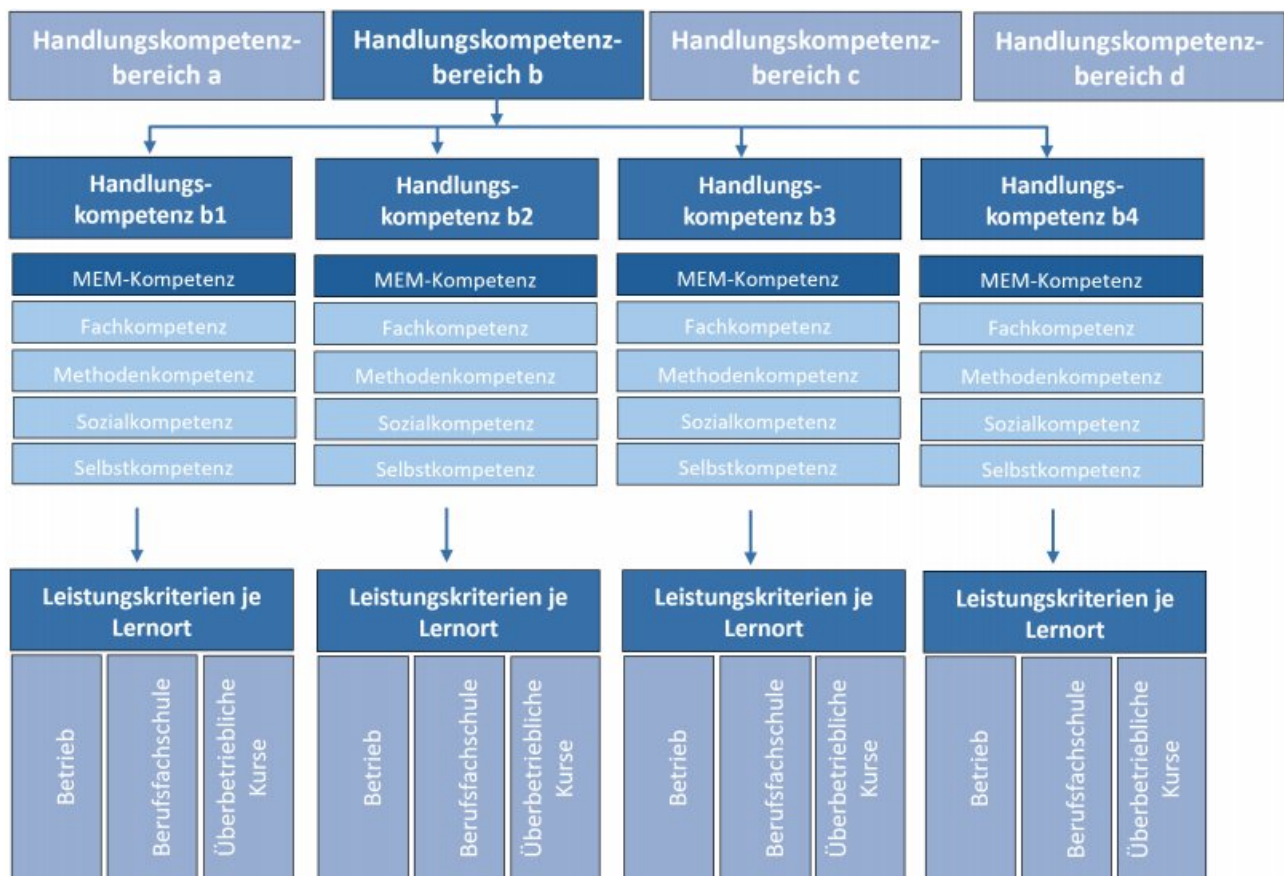 Handlungskompetenz-
bereich a
Handlungskompetenz-
bereich b
Handlungskompetenz-
bereich c
Handlungskompetenz-
bereich d
Handlungs-
kompetenz b1
Handlungs-
kompetenz b2
Handlungs-
kompetenz b3
Handlungs-
kompetenz b4
MEM-Kompetenz
MEM-Kompetenz
MEM-Kompetenz
MEM-Kompetenz
Fachkompetenz
Fachkompetenz
Fachkompetenz
Fachkompetenz
Methodenkompetenz
Methodenkompetenz
Methodenkompetenz
Methodenkompetenz
Sozialkompetenz
Sozialkompetenz
Sozialkompetenz
Sozialkompetenz
Selbstkompetenz
Selbstkompetenz
Selbstkompetenz
Selbstkompetenz
Leistungskriterien je
Lernort
Leistungskriterien je
Lernort
Leistungskriterien je
Lernort
Leistungskriterien je
Lernort
Betrieb
Berufsfachschule
Überbetriebliche
Kurse
Betrieb
Berufsfachschule
Überbetriebliche
Kurse
Betrieb
Berufsfachschule
Überbetriebliche
Kurse
Betrieb
Berufsfachschule
Überbetriebliche
Kurse